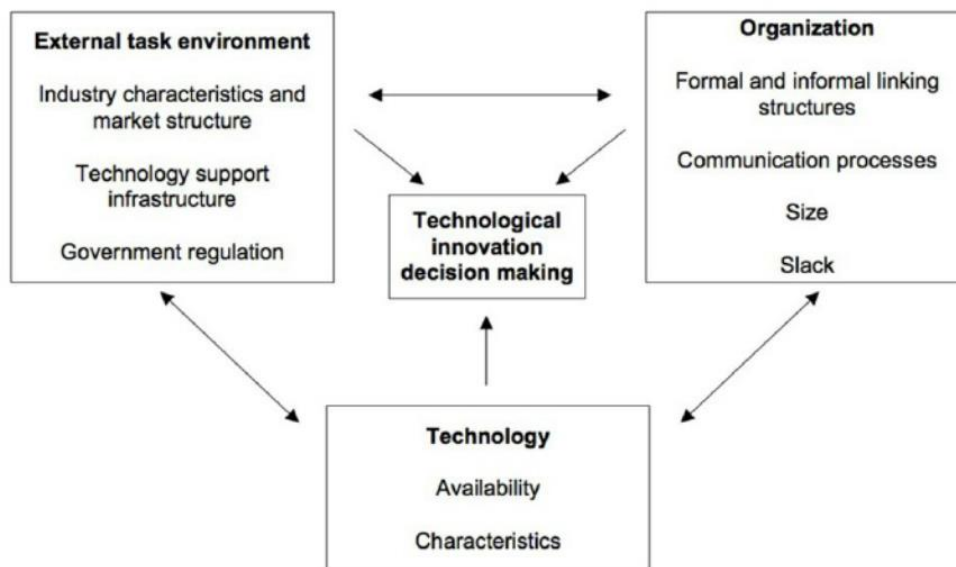 External task environment
Industry characteristics and
market structure
Technology support
infrastructure
Government regulation
Organization
Formal and informal linking
structures
Communication processes
Size
Slack
Technological
innovation
decision making
Technology
Availability
Characteristics